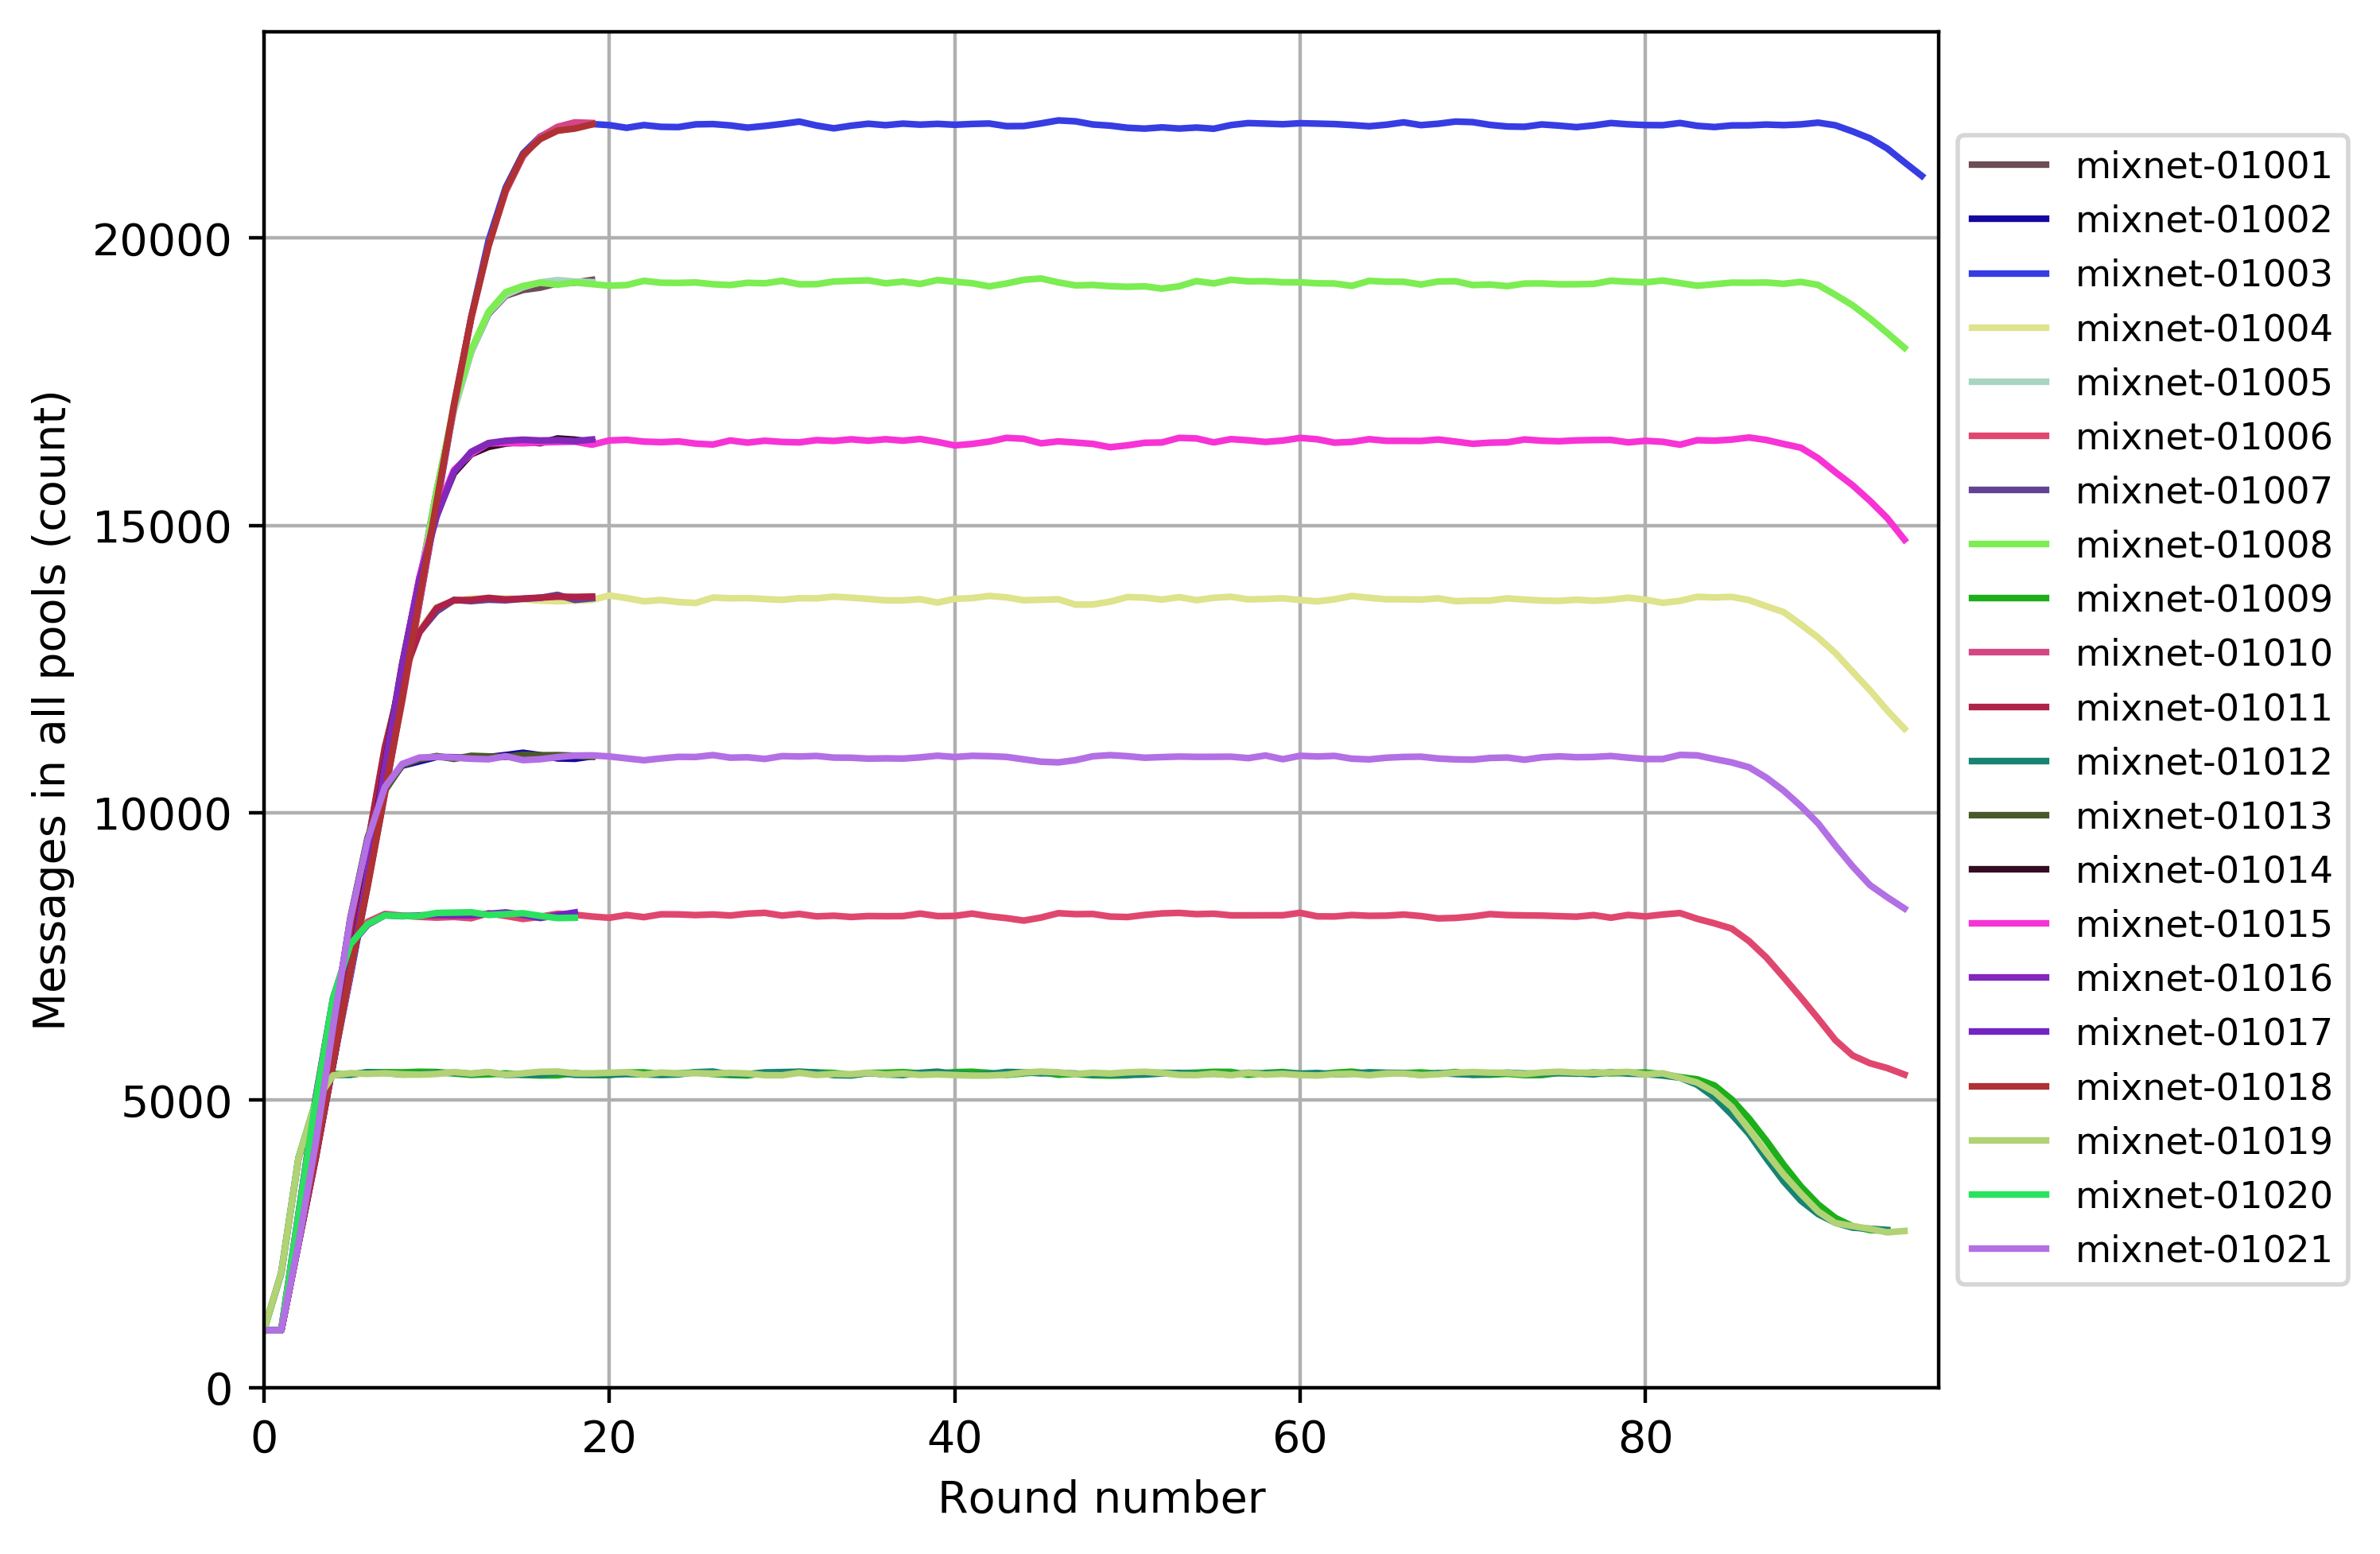 Messages in all pools (count)
20000
15000
10000
5000
0
0 20 40 60 80
Round number
mixnet-01001
mixnet-01002
mixnet-01003
mixnet-01004
mixnet-01005
mixnet-01006
mixnet-01007
mixnet-01008
mixnet-01009
mixnet-01010
mixnet-01011
mixnet-01012
mixnet-01013
mixnet-01014
mixnet-01015
mixnet-01016
mixnet-01017
mixnet-01018
mixnet-01019
mixnet-01020
mixnet-01021